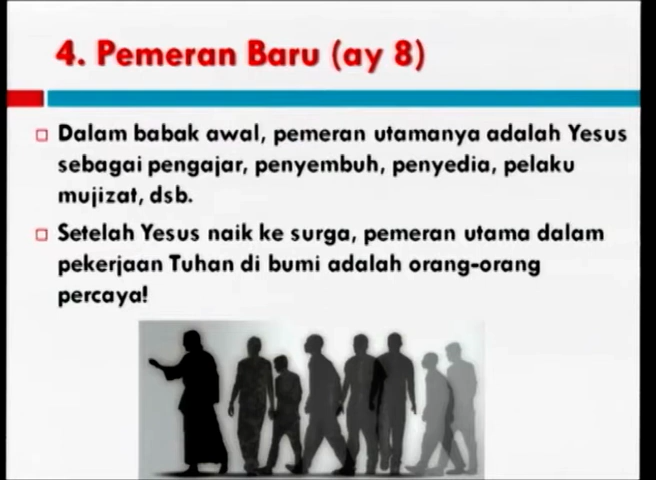 4. Pemeran Baru (ay 8)
Dalam babak awal, pemeran utamanya adalah Yesus
sebagai pengajar, penyembuh, penyedia, pelaku
mujizat, dsb.
Setelah Yesus naik ke surga, pemeran utama dalam
pekerjaan Tuhan di bumi adalah orang-orang
percaya!